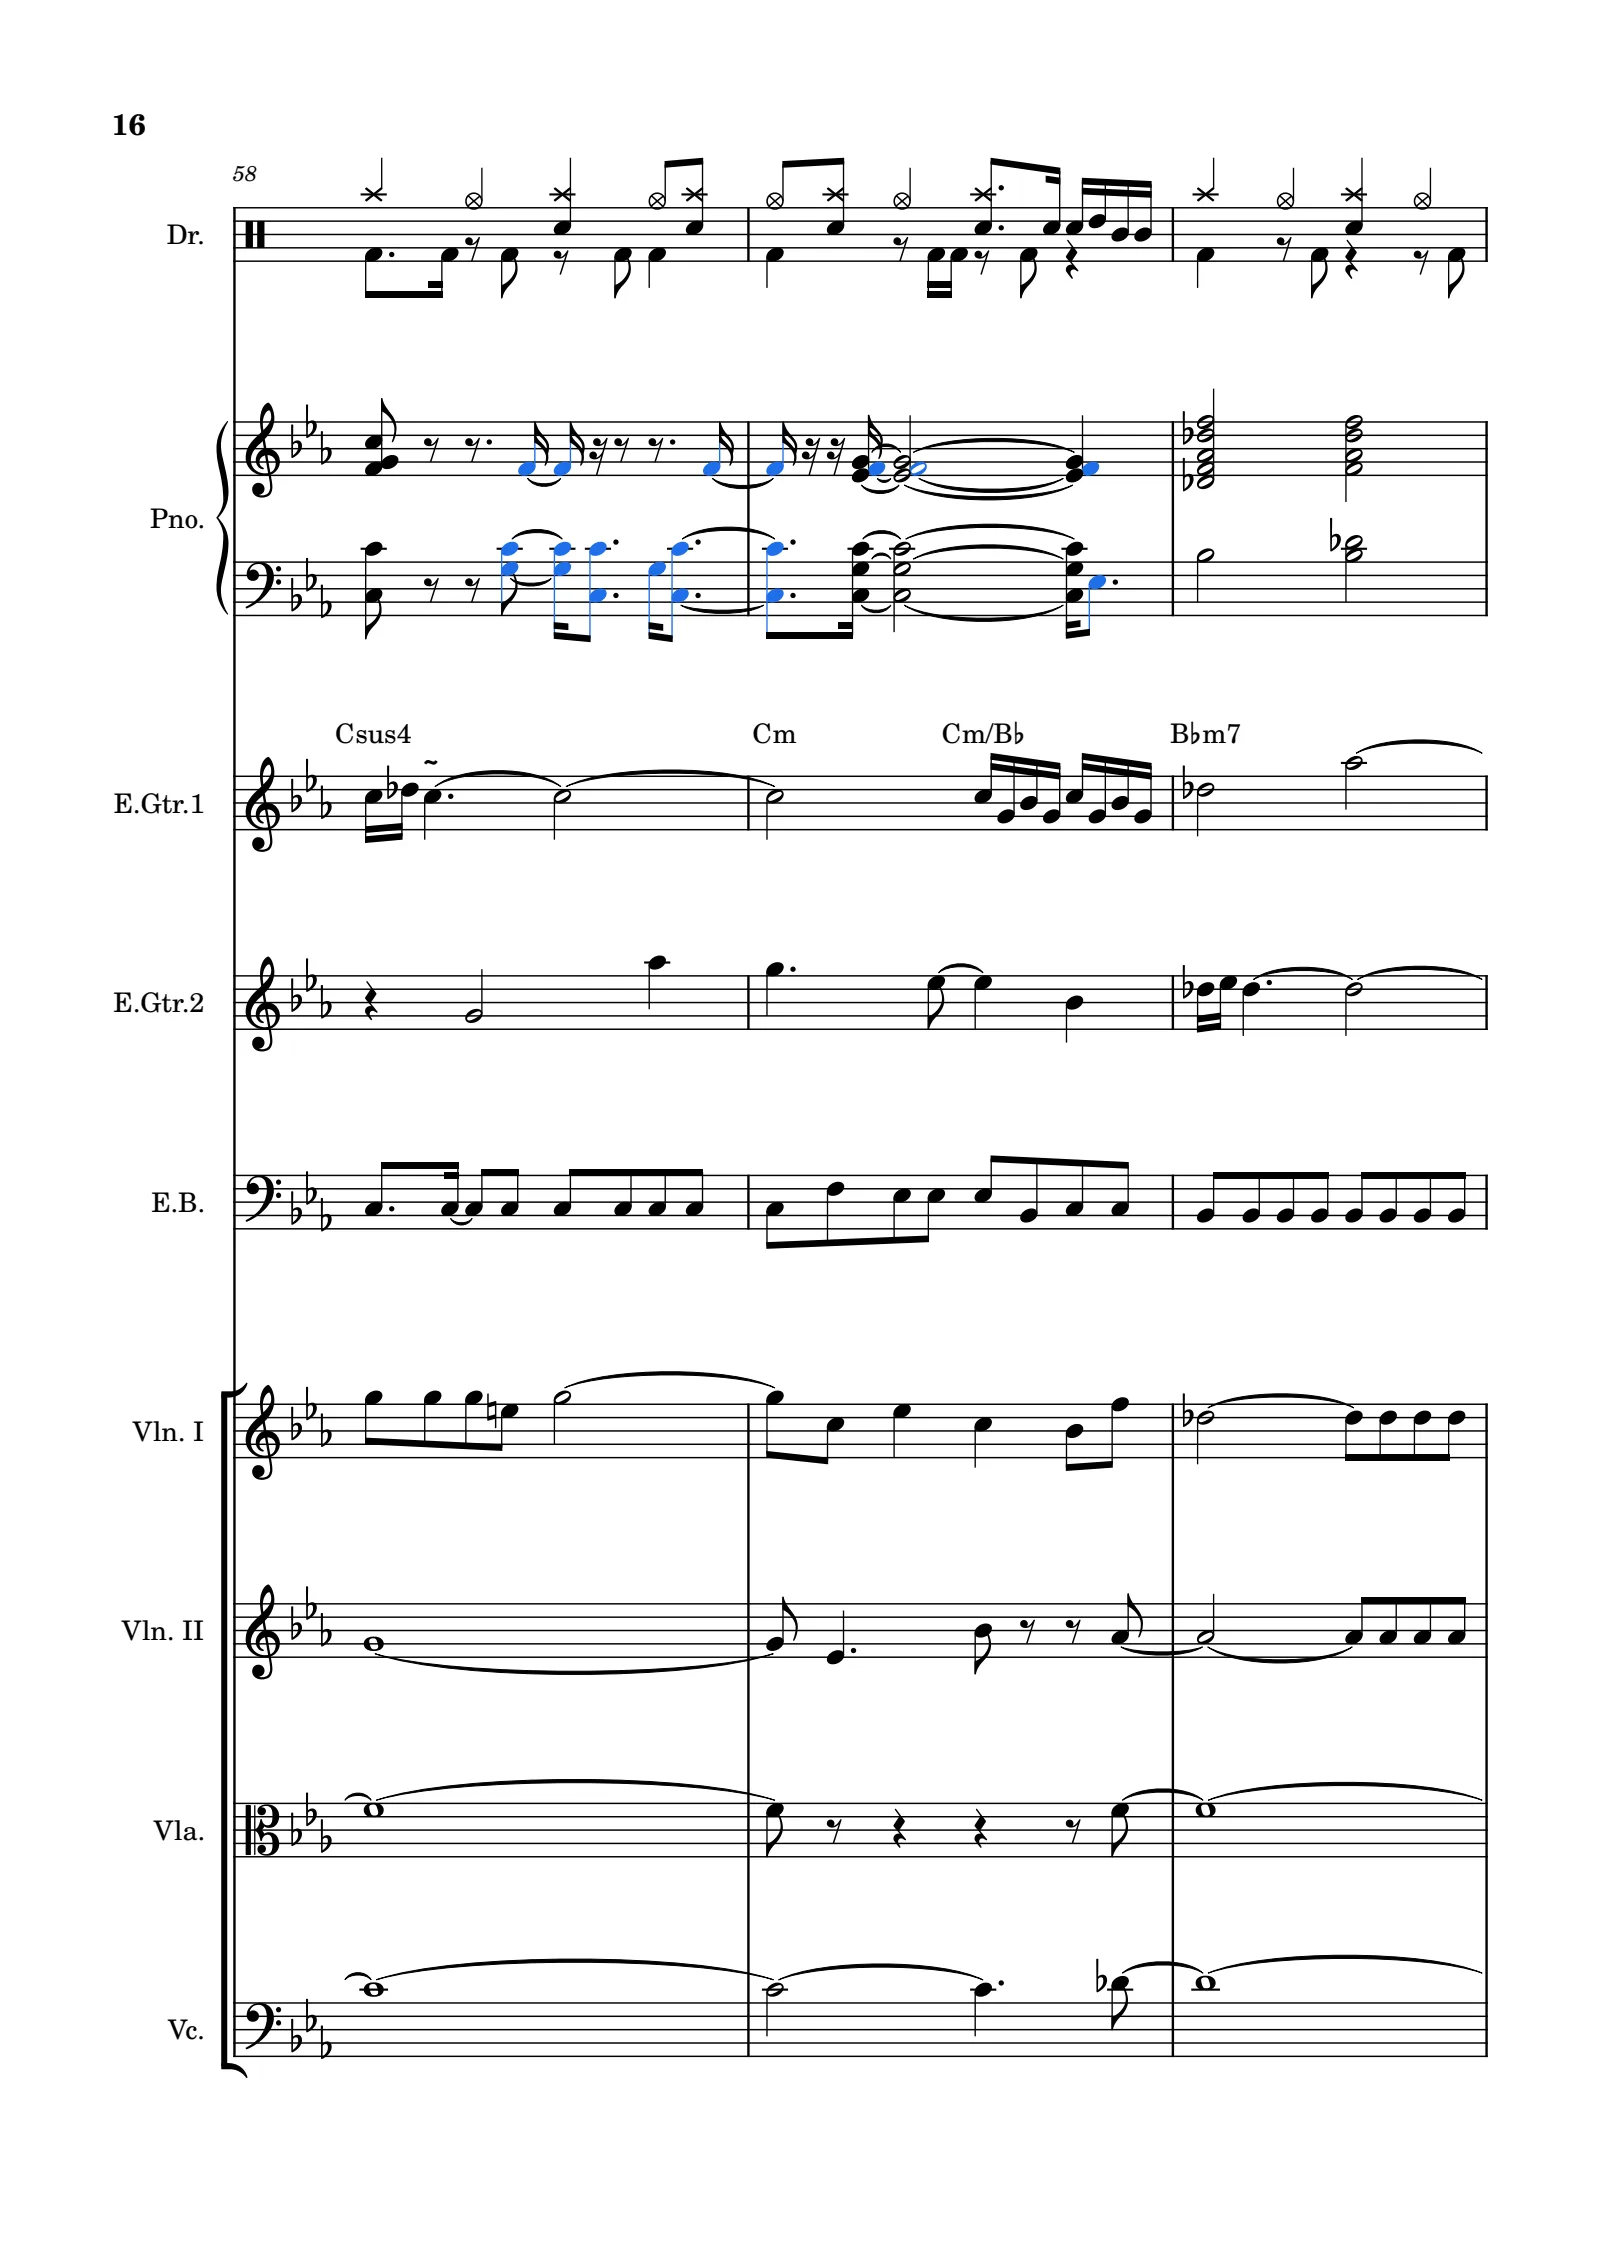 16
58
Dr.
Pno.
Csus4 Cm Cm/B♭ B♭m7
E.Gtr.1
E.Gtr.2
E.B.
Vln. I
Vln. II
Vla.
Vc.